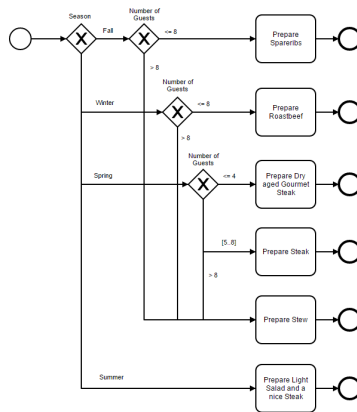 Season
Fall
Number of
Guests
<= 8
Prepare
Spareribs
> 8
Number of
Guests
Winter
<= 8
Prepare
Roastbeef
> 8
Number of
Guests
Spring
<= 4
Prepare Dry
aged Gourmet
Steak
[5..8]
Prepare Steak
> 8
Prepare Stew
Summer
Prepare Light
Salad and a
nice Steak